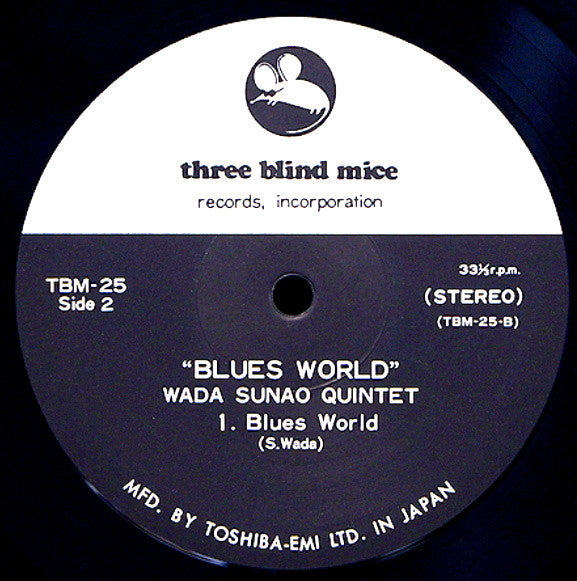 three blind mice
records, incorporation
TBM-25
Side 2
33⅓r.p.m.
(STEREO)
(TBM-25-B)
"BLUES WORLD"
WADA SUNAO QUINTET
1. Blues World
(S.Wada)
MFD. BY TOSHIBA-EMI LTD. IN JAPAN